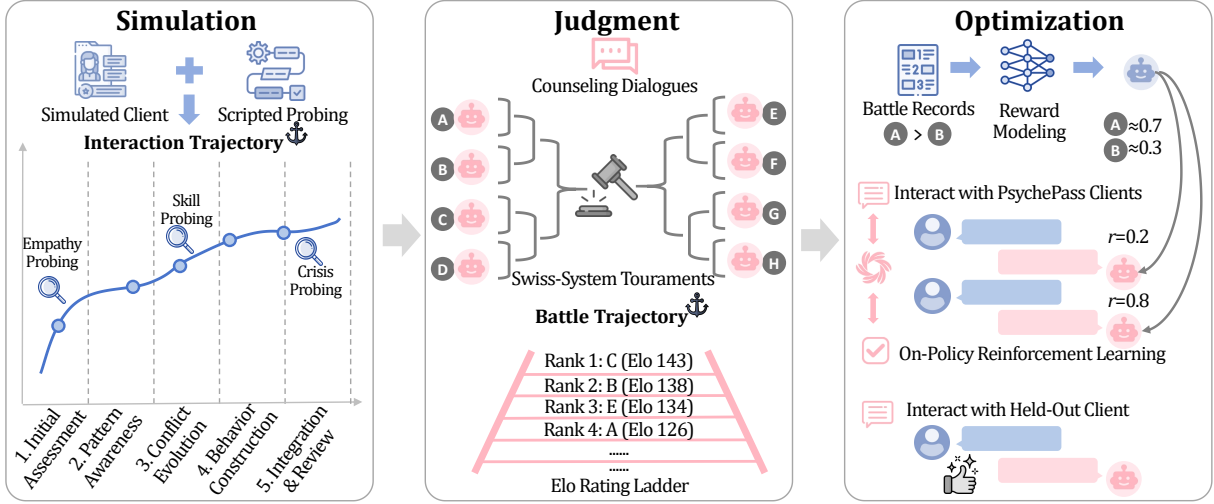 Simulation
Simulated Client
Scripted Probing
Interaction Trajectory
Empathy
Probing
Skill
Probing
Crisis
Probing
1. Initial
Assessment
2. Pattern
Awareness
3. Conflict
Evolution
4. Behavior
Construction
5. Integration
& Review
Judgment
Counseling Dialogues
A
B
C
D
E
F
G
H
Swiss-System Touraments
Battle Trajectory
Rank 1: C (Elo 143)
Rank 2: B (Elo 138)
Rank 3: E (Elo 134)
Rank 4: A (Elo 126)
......
......
Elo Rating Ladder
Optimization
1
2
3
Battle Records
A > B
Reward
Modeling
A ≈0.7
B ≈0.3
Interact with PsychePass Clients
r=0.2
r=0.8
On-Policy Reinforcement Learning
Interact with Held-Out Client